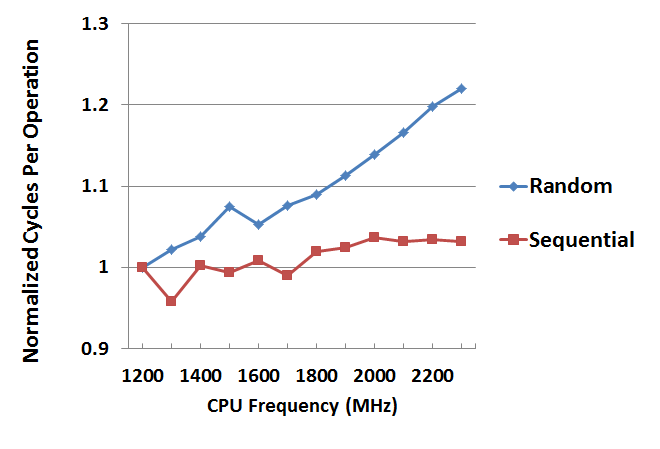 Normalized Cycles Per Operation
1.3
1.2
1.1
1
0.9
1200 1400 1600 1800 2000 2200
CPU Frequency (MHz)
Random
Sequential